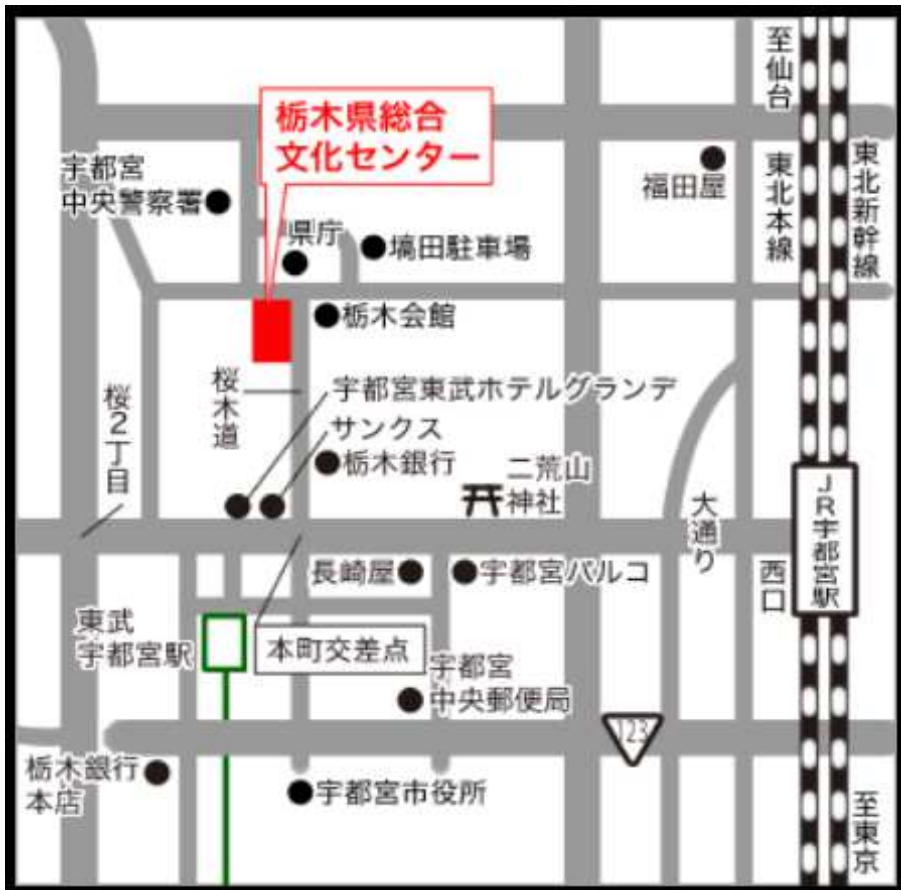 至仙台
栃木県総合
文化センター
宇都宮
中央警察署
福田屋
東北本線
東北新幹線
県庁
塙田駐車場
栃木会館
桜木道
宇都宮東武ホテルグランデ
サンクス
桜2丁目
栃木銀行
二荒山
神社
大通り
JR宇都宮駅
長崎屋
宇都宮パルコ
西口
東武
宇都宮駅
本町交差点
宇都宮
中央郵便局
123
栃木銀行
本店
宇都宮市役所
至東京